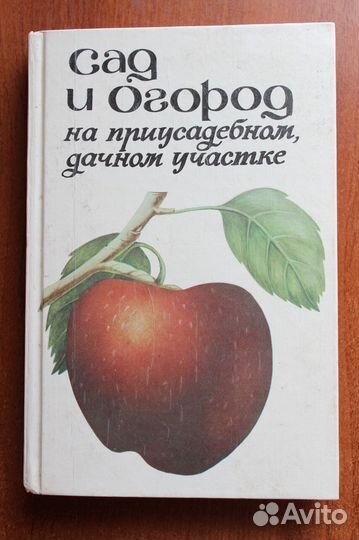 Сад
и огород
на приусадебном,
дачном участке
Avito